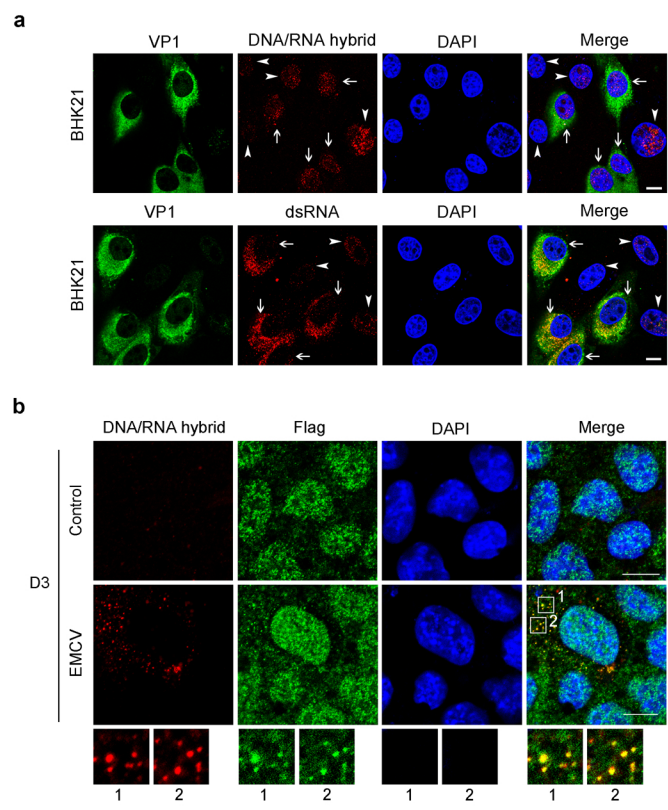 a
VP1 DNA/RNA hybrid DAPI Merge
BHK21
VP1 dsRNA DAPI Merge
BHK21
b
DNA/RNA hybrid Flag DAPI Merge
Control
D3
EMCV
1
2
1 2 1 2 1 2 1 2